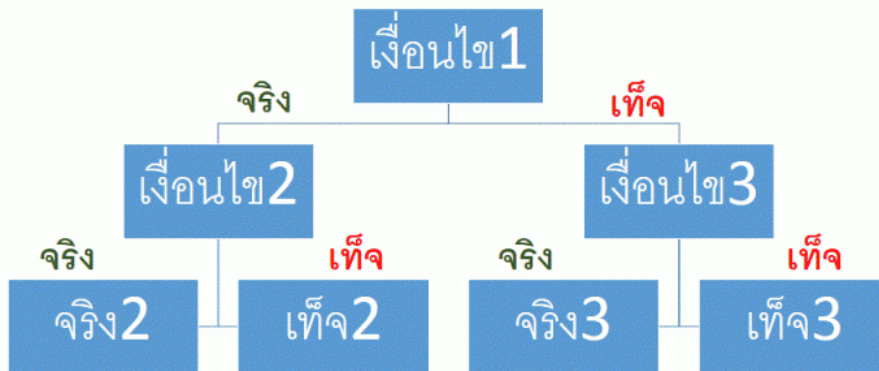 เงื่อนไข1
จริง เท็จ
เงื่อนไข2 เงื่อนไข3
จริง เท็จ จริง เท็จ
จริง2 เท็จ2 จริง3 เท็จ3